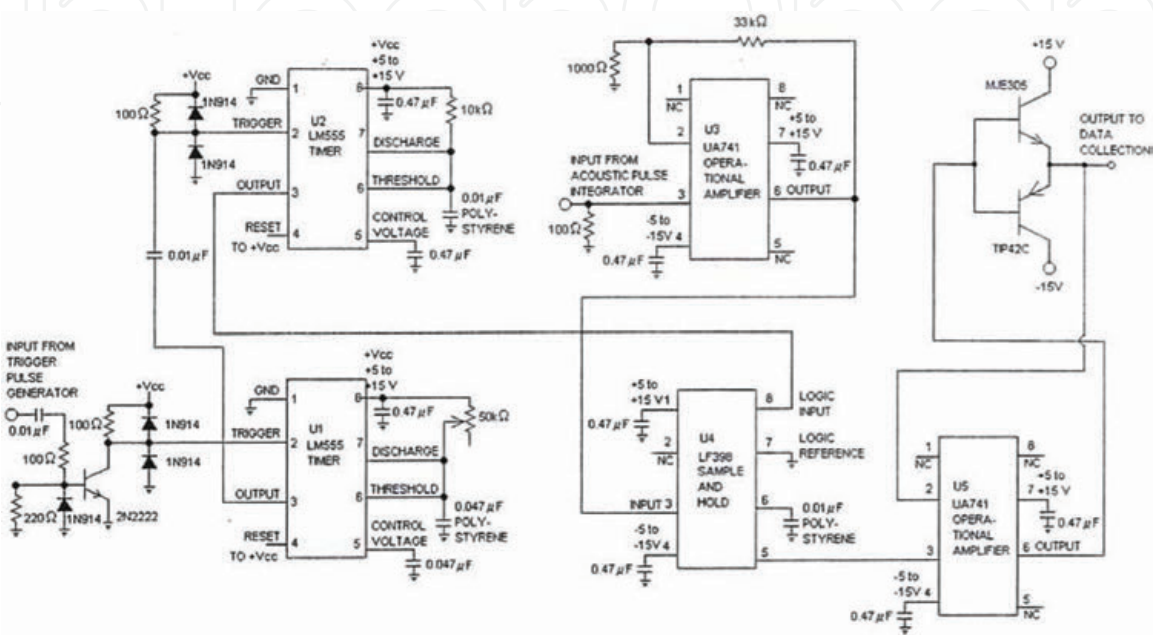 +Vcc
100Ω
1N914
1N914
GND
1
TRIGGER
2
OUTPUT
3
RESET
4
TO +Vcc
U2
LM555
TIMER
+Vcc
+5 to
+15 V
8
0.47µF
10kΩ
7
DISCHARGE
THRESHOLD
6
0.01µF
POLY-
STYRENE
CONTROL
VOLTAGE
5
0.47µF
0.01µF
33kΩ
1000Ω
1
NC
2
U3
UA741
OPERA-
TIONAL
AMPLIFIER
8
NC
+5 to
7 +15 V
0.47µF
INPUT FROM
ACOUSTIC PULSE
INTEGRATOR
3
100Ω
6 OUTPUT
-5 to
-15V 4
0.47µF
5
NC
+15 V
MJE305
OUTPUT TO
DATA
COLLECTION
TIP42C
-15V
INPUT FROM
TRIGGER
PULSE
GENERATOR
0.01µF
100Ω
220Ω
1N914
2N2222
+Vcc
100Ω
1N914
1N914
GND
1
TRIGGER
2
OUTPUT
3
RESET
4
TO +Vcc
U1
LM555
TIMER
+Vcc
+5 to
+15 V
8
0.47µF
50kΩ
7
DISCHARGE
THRESHOLD
6
0.047µF
POLY-
STYRENE
CONTROL
VOLTAGE
5
0.047µF
+5 to
+15 V1
0.47µF
2
NC
INPUT 3
-5 to
-15V 4
0.47µF
U4
LF398
SAMPLE
AND
HOLD
8
LOGIC
INPUT
7
LOGIC
REFERENCE
6
0.01µF
POLY-
STYRENE
5
1
NC
2
3
-5 to
-15V 4
0.47µF
U5
UA741
OPERA-
TIONAL
AMPLIFIER
8
NC
+5 to
7 +15 V
0.47µF
6 OUTPUT
5
NC